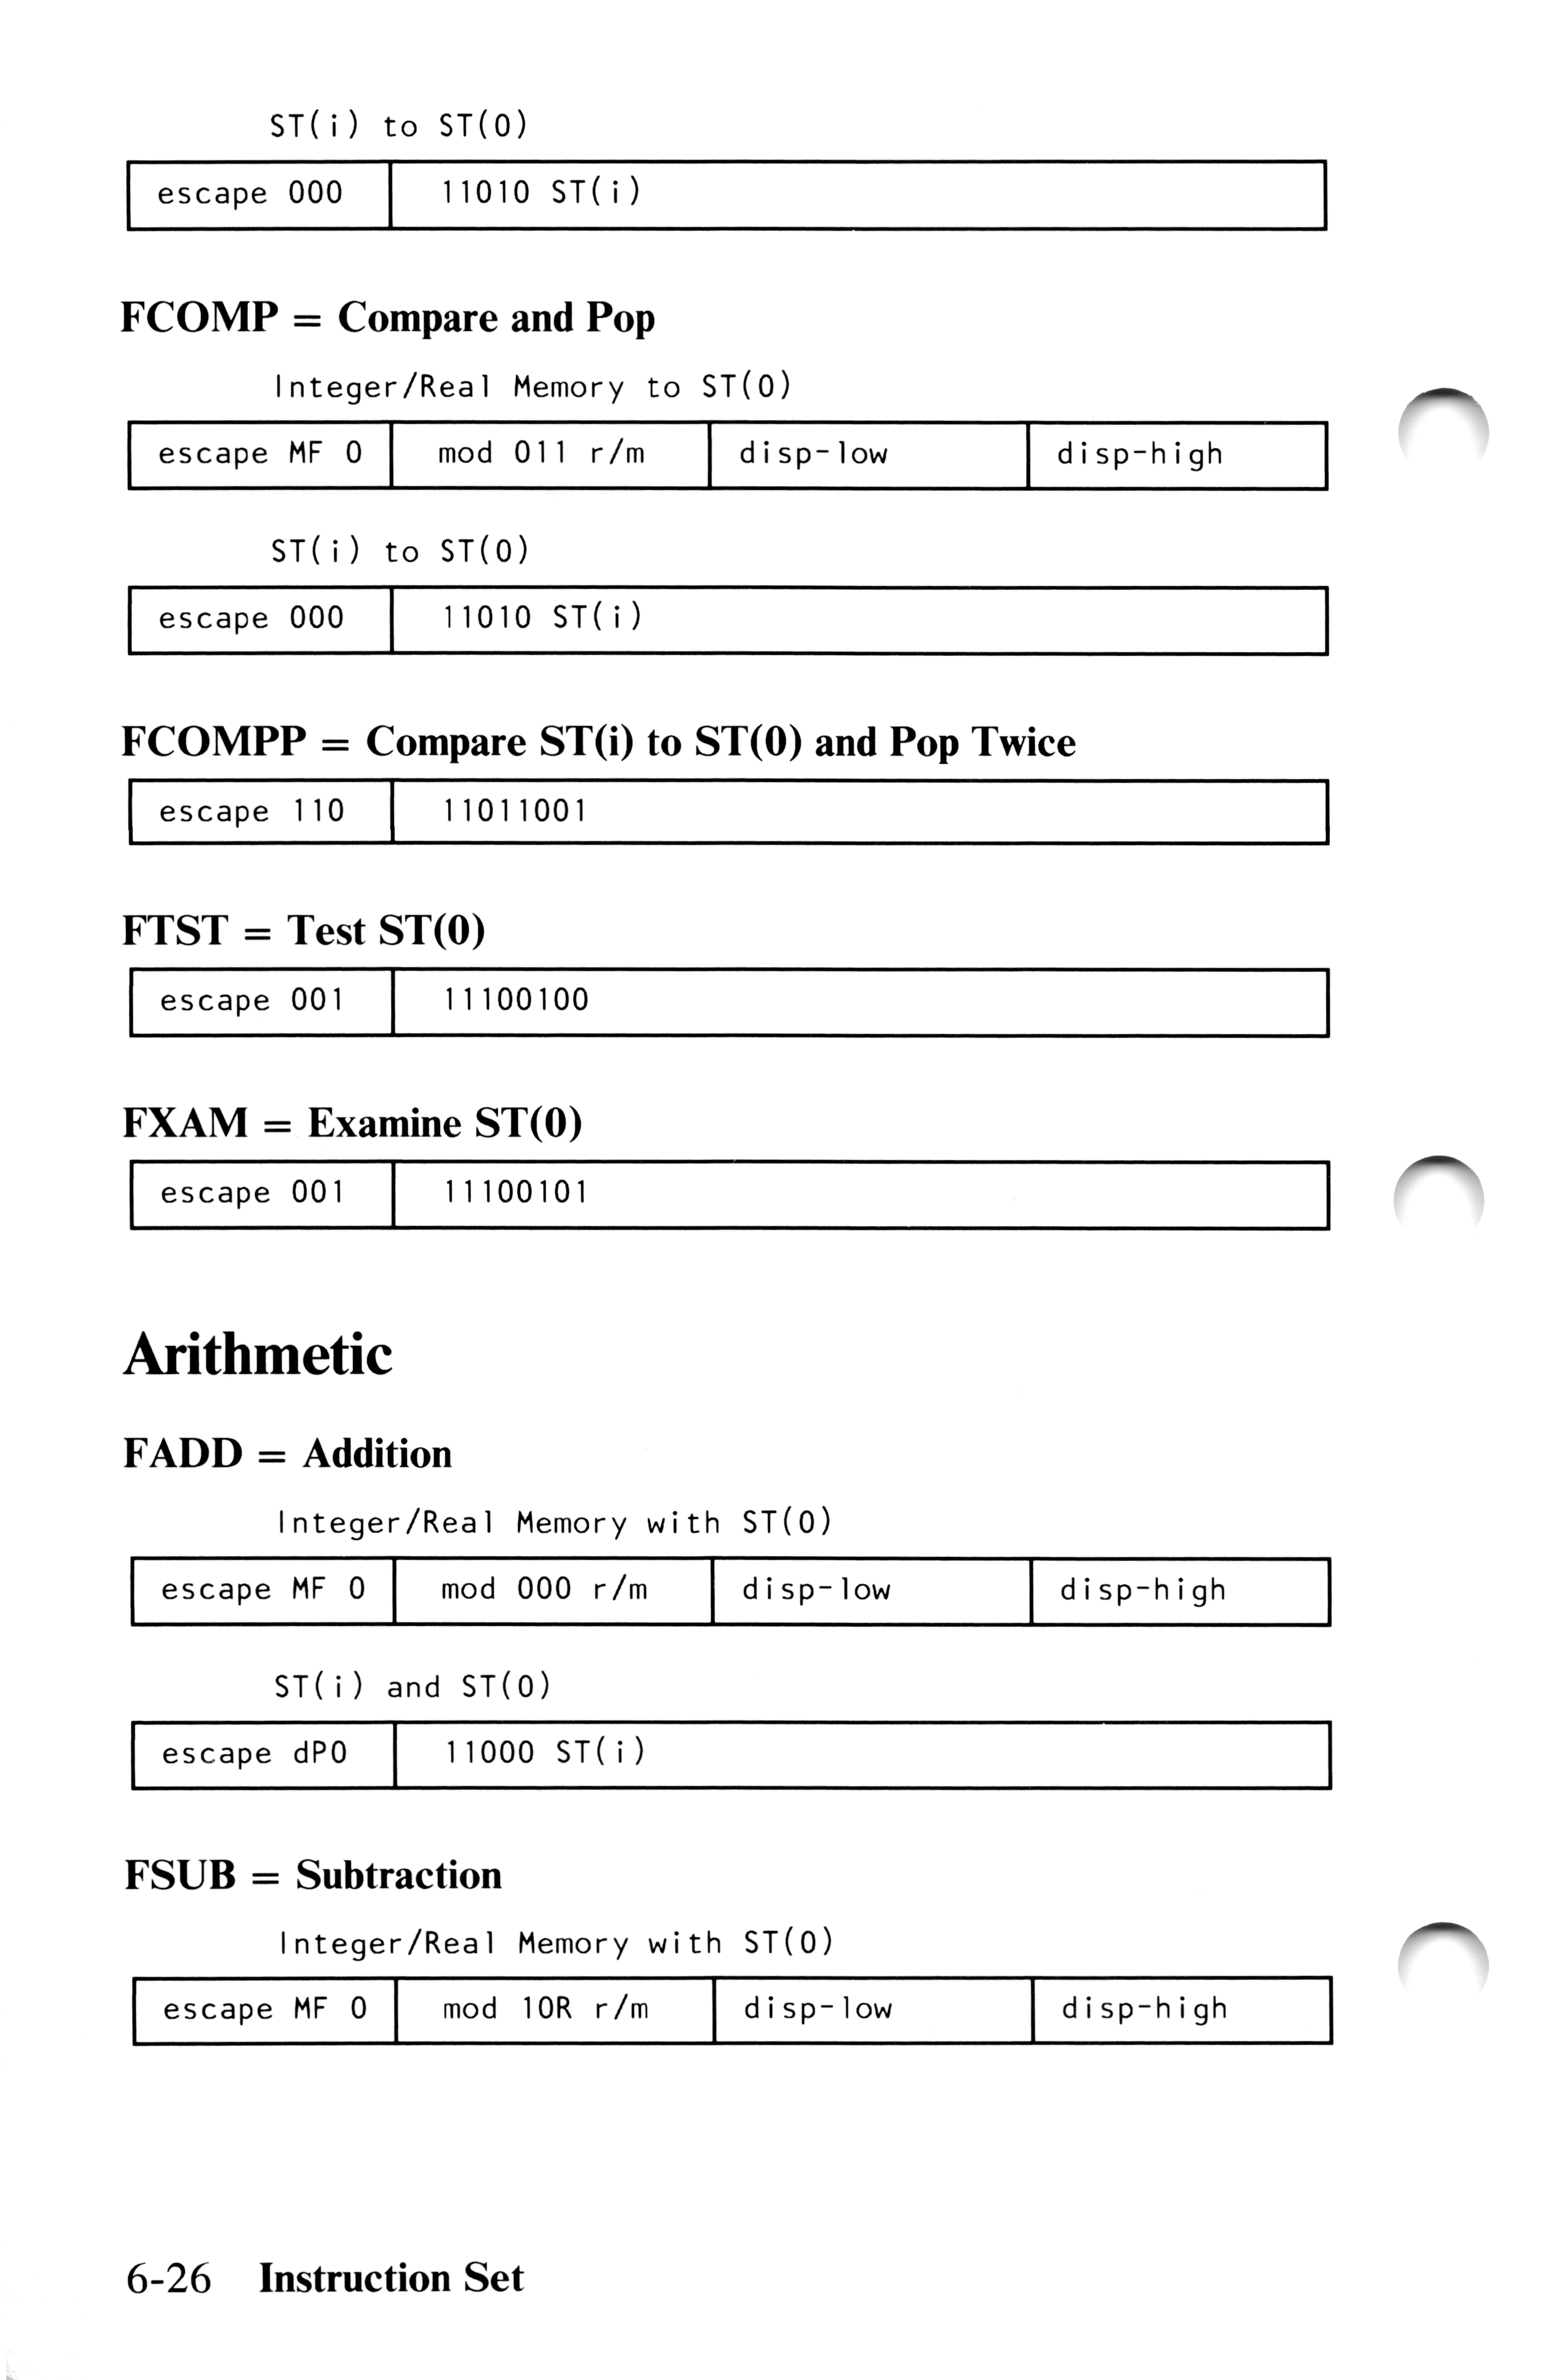 ST(i) to ST(0)
escape 000 11010 ST(i)
FCOMP = Compare and Pop
Integer/Real Memory to ST(0)
escape MF 0 mod 011 r/m disp-low disp-high
ST(i) to ST(0)
escape 000 11010 ST(i)
FCOMPP = Compare ST(i) to ST(0) and Pop Twice
escape 110 11011001
FTST = Test ST(0)
escape 001 11100100
FXAM = Examine ST(0)
escape 001 11100101
Arithmetic
FADD = Addition
Integer/Real Memory with ST(0)
escape MF 0 mod 000 r/m disp-low disp-high
ST(i) and ST(0)
escape dP0 11000 ST(i)
FSUB = Subtraction
Integer/Real Memory with ST(0)
escape MF 0 mod 10R r/m disp-low disp-high
6-26 Instruction Set